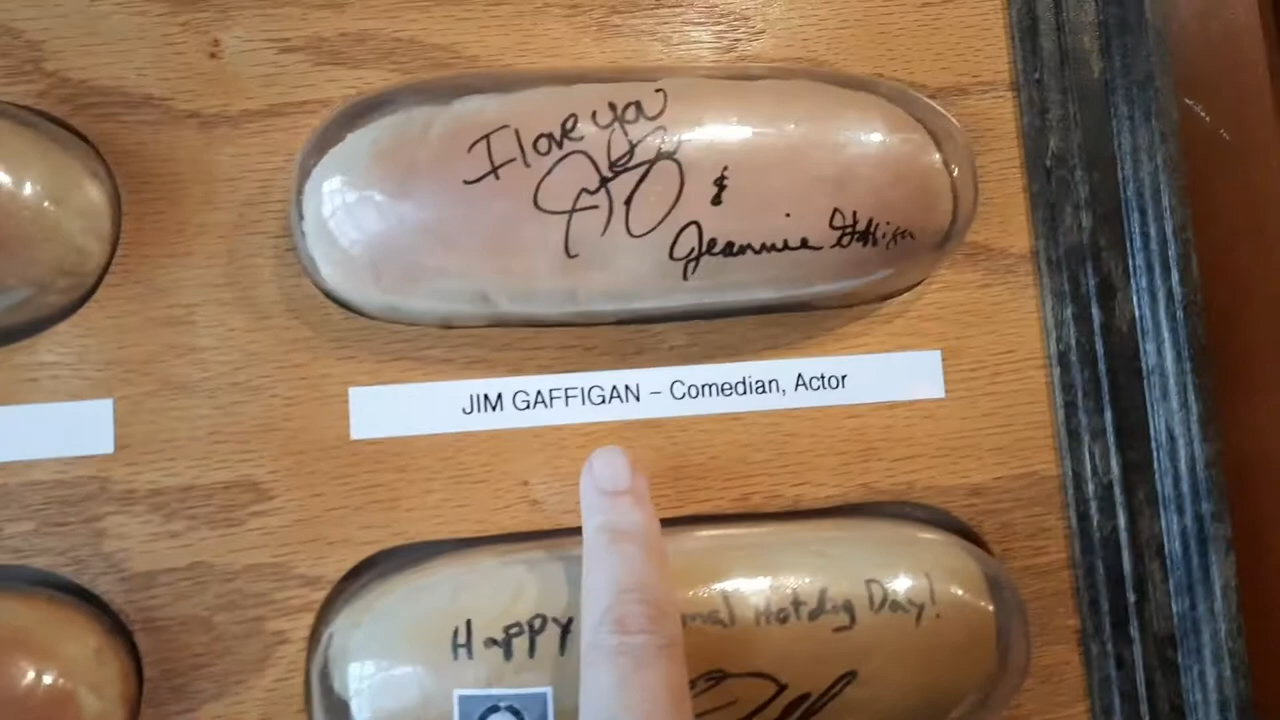 I love you
&
Jeannie Gaffigan
JIM GAFFIGAN – Comedian, Actor
Happy Hotdog Day!